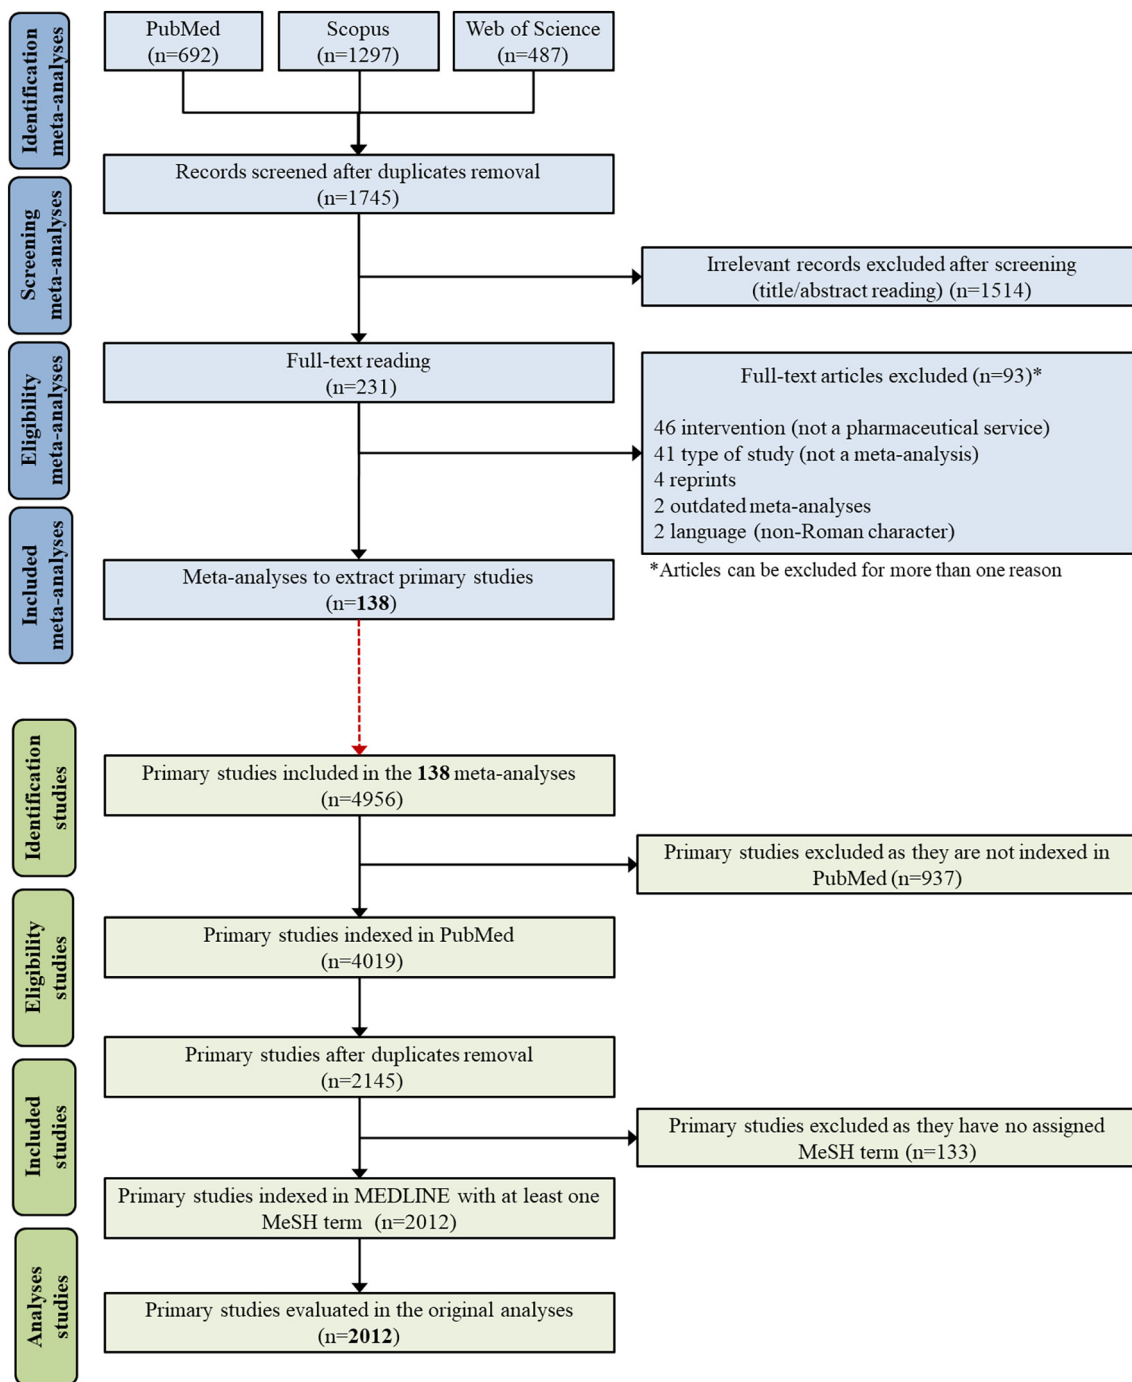 Identification
meta-analyses
PubMed
(n=692)
Scopus
(n=1297)
Web of Science
(n=487)
Records screened after duplicates removal
(n=1745)
Screening
meta-analyses
Irrelevant records excluded after screening
(title/abstract reading) (n=1514)
Eligibility
meta-analyses
Full-text reading
(n=231)
Full-text articles excluded (n=93)*
46 intervention (not a pharmaceutical service)
41 type of study (not a meta-analysis)
4 reprints
2 outdated meta-analyses
2 language (non-Roman character)
*Articles can be excluded for more than one reason
Included
meta-analyses
Meta-analyses to extract primary studies
(n=138)
Identification
studies
Primary studies included in the 138 meta-analyses
(n=4956)
Primary studies excluded as they are not indexed in
PubMed (n=937)
Eligibility
studies
Primary studies indexed in PubMed
(n=4019)
Primary studies after duplicates removal
(n=2145)
Included
studies
Primary studies excluded as they have no assigned
MeSH term (n=133)
Primary studies indexed in MEDLINE with at least one
MeSH term (n=2012)
Analyses
studies
Primary studies evaluated in the original analyses
(n=2012)